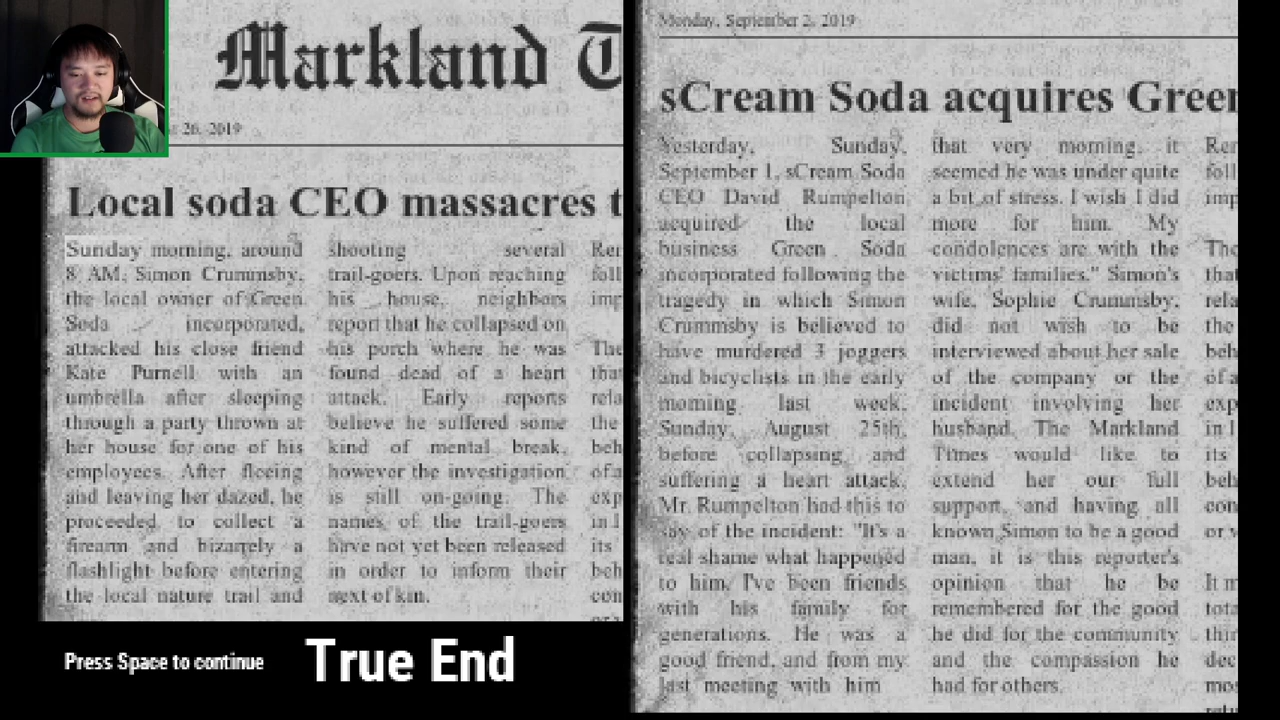 Markland T
26, 2019
Local soda CEO massacres t
Sunday morning, around
8 AM, Simon Crummsby,
the local owner of Green
Soda incorporated,
attacked his close friend
Kate Purnell with an
umbrella after sleeping
through a party thrown at
her house for one of his
employees. After fleeing
and leaving her dazed, he
proceeded to collect a
firearm and bizarrely a
flashlight before entering
the local nature trail and
shooting several
trail-goers. Upon reaching
his house, neighbors
report that he collapsed on
his porch where he was
found dead of a heart
attack. Early reports
believe he suffered some
kind of mental break,
however the investigation
is still on-going. The
names of the trail-goers
have not yet been released
in order to inform their
next of kin.
Monday, September 2, 2019
sCream Soda acquires Green
Yesterday, Sunday,
September 1, sCream Soda
CEO David Rumpelton
acquired the local
business Green Soda
incorporated following the
tragedy in which Simon
Crummsby is believed to
have murdered 3 joggers
and bicyclists in the early
morning last week,
Sunday, August 25th,
before collapsing and
suffering a heart attack.
Mr. Rumpelton had this to
say of the incident: "It's a
real shame what happened
to him, I've been friends
with his family for
generations. He was a
good friend, and from my
last meeting with him
that very morning, it
seemed he was under quite
a bit of stress. I wish I did
more for him. My
condolences are with the
victims' families." Simon's
wife, Sophie Crummsby,
did not wish to be
interviewed about her sale
of the company or the
incident involving her
husband. The Markland
Times would like to
extend her our full
support, and having all
known Simon to be a good
man, it is this reporter's
opinion that he be
remembered for the good
he did for the community
and the compassion he
had for others.
Press Space to continue
True End